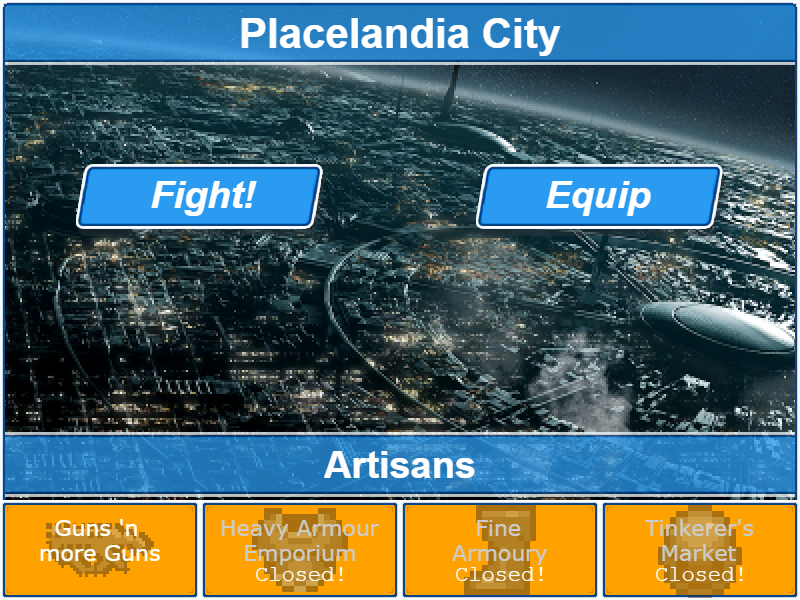 Placelandia City
Fight!
Equip
Artisans
Guns 'n
more Guns
Heavy Armour
Emporium
Closed!
Fine
Armoury
Closed!
Tinkerer's
Market
Closed!